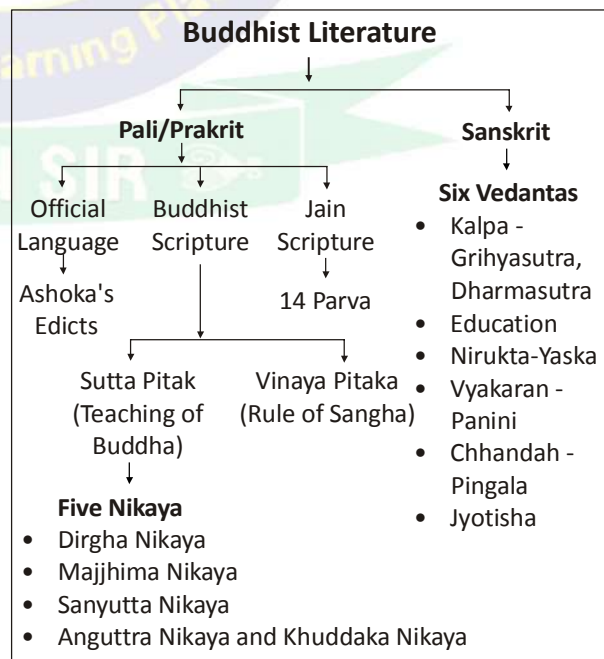 Buddhist Literature
Pali/Prakrit
Sanskrit
Official
Language
Buddhist
Scripture
Jain
Scripture
Ashoka's
Edicts
14 Parva
Sutta Pitak
(Teaching of
Buddha)
Vinaya Pitaka
(Rule of Sangha)
Five Nikaya
• Dirgha Nikaya
• Majjhima Nikaya
• Sanyutta Nikaya
• Anguttra Nikaya and Khuddaka Nikaya
Six Vedantas
• Kalpa -
Grihyasutra,
Dharmasutra
• Education
• Nirukta-Yaska
• Vyakaran -
Panini
• Chhandah -
Pingala
• Jyotisha
SIR